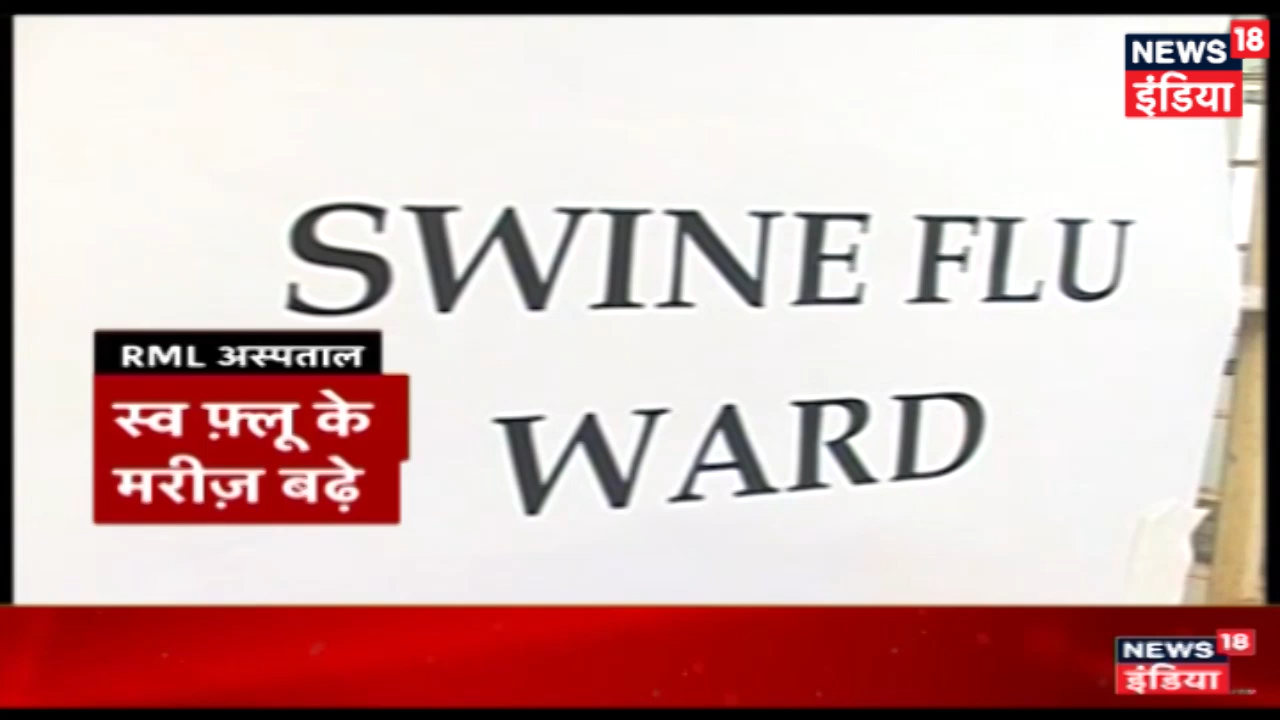 NEWS 18
इंडिया
SWINE FLU
WARD
RML अस्पताल
स्व फ़्लू के
मरीज़ बढ़े
NEWS 18
इंडिया